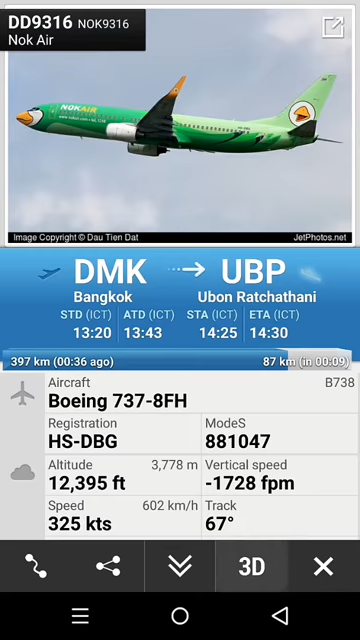 DD9316 NOK9316
Nok Air
NOKAIR
Image Copyright © Dau Tien Dat JetPhotos.net
DMK UBP
Bangkok Ubon Ratchathani
STD (ICT) ATD (ICT) STA (ICT) ETA (ICT)
13:20 13:43 14:25 14:30
397 km (00:36 ago) 87 km (in 00:09)
Aircraft B738
Boeing 737-8FH
Registration ModeS
HS-DBG 881047
Altitude 3,778 m Vertical speed
12,395 ft -1728 fpm
Speed 602 km/h Track
325 kts 67°
3D